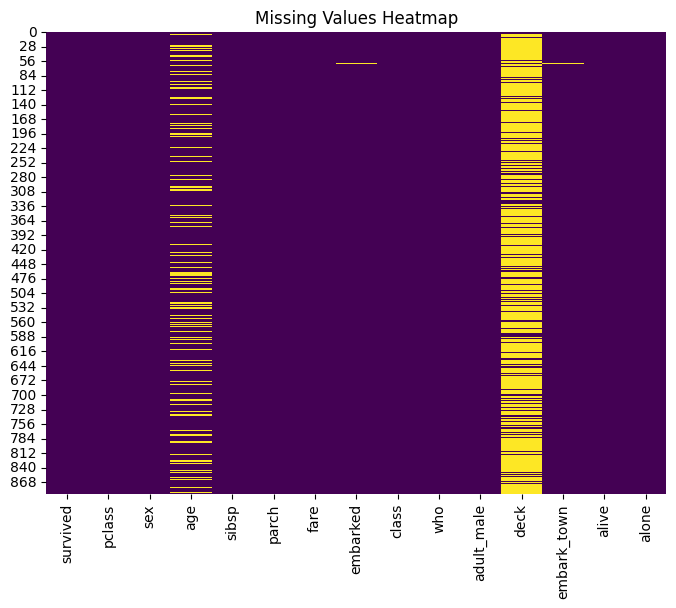 Missing Values Heatmap
0
28
56
84
112
140
168
196
224
252
280
308
336
364
392
420
448
476
504
532
560
588
616
644
672
700
728
756
784
812
840
868
survived
pclass
sex
age
sibsp
parch
fare
embarked
class
who
adult_male
deck
embark_town
alive
alone